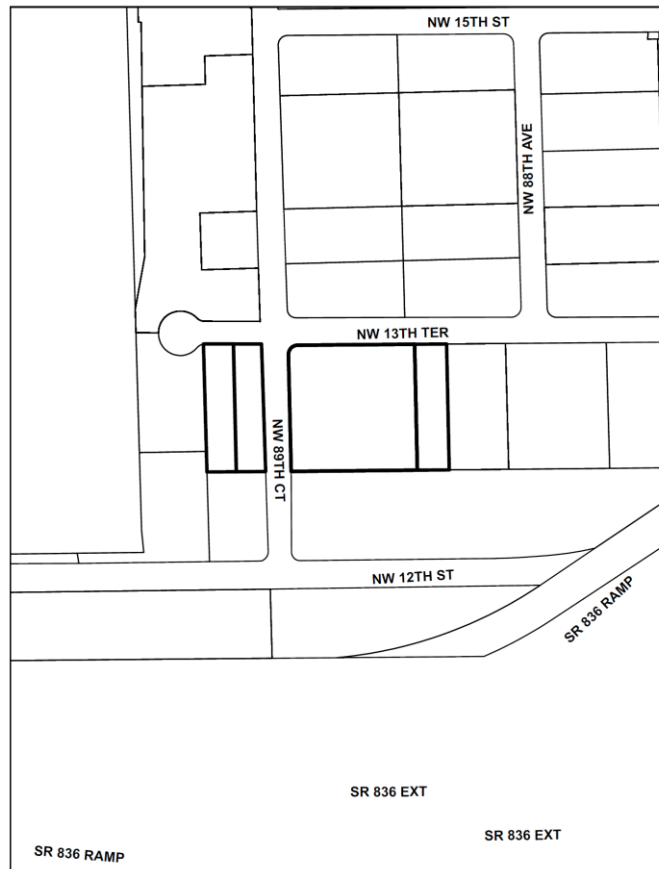 NW 15TH ST
NW 88TH AVE
NW 13TH TER
NW 89TH CT
NW 12TH ST
SR 836 RAMP
SR 836 EXT
SR 836 EXT
SR 836 RAMP